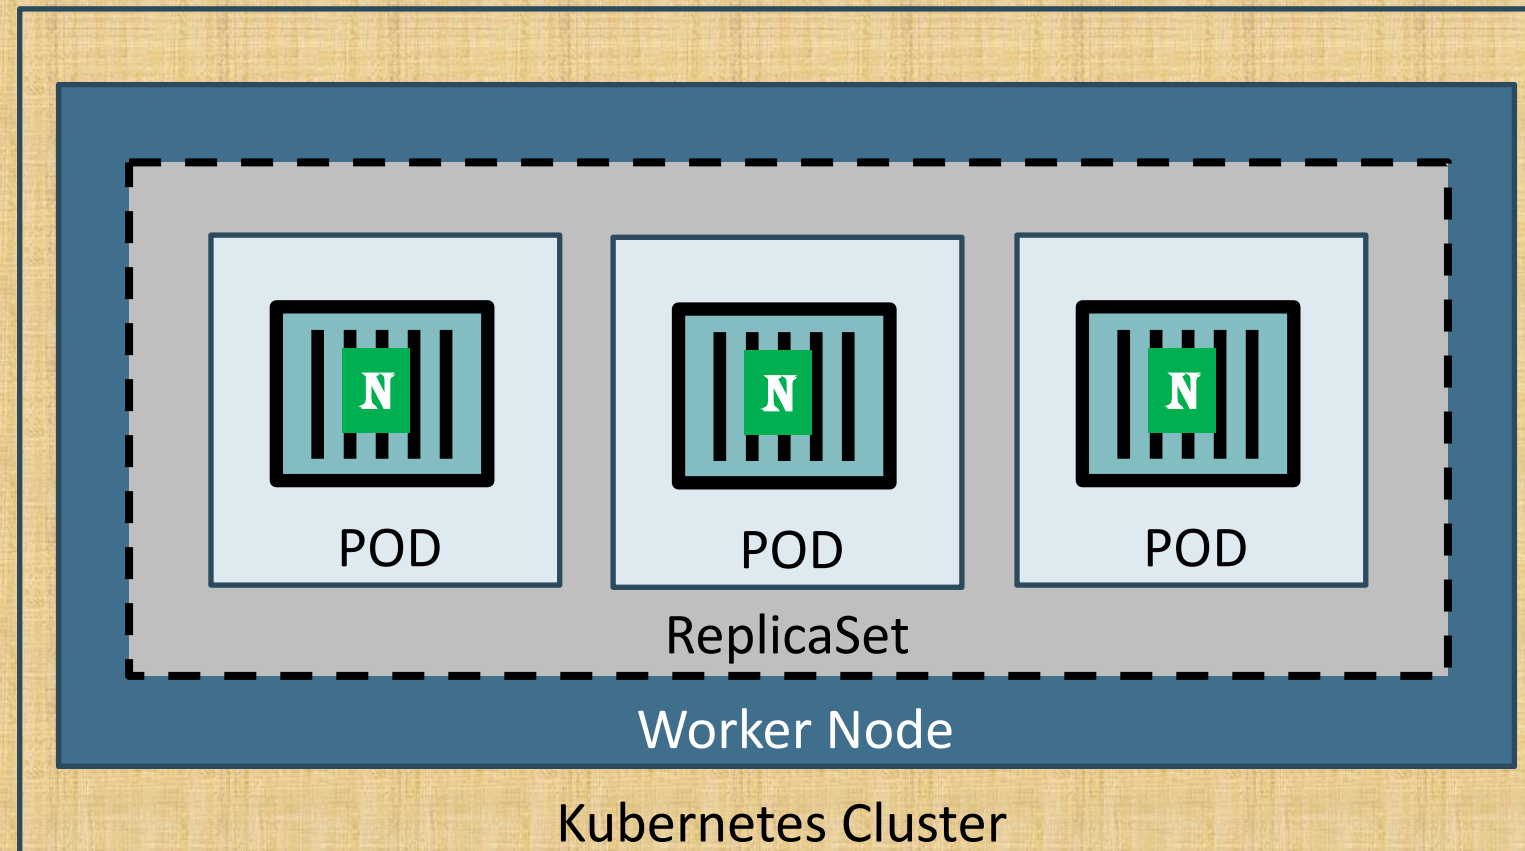 N
N
N
POD
POD
POD
ReplicaSet
Worker Node
Kubernetes Cluster